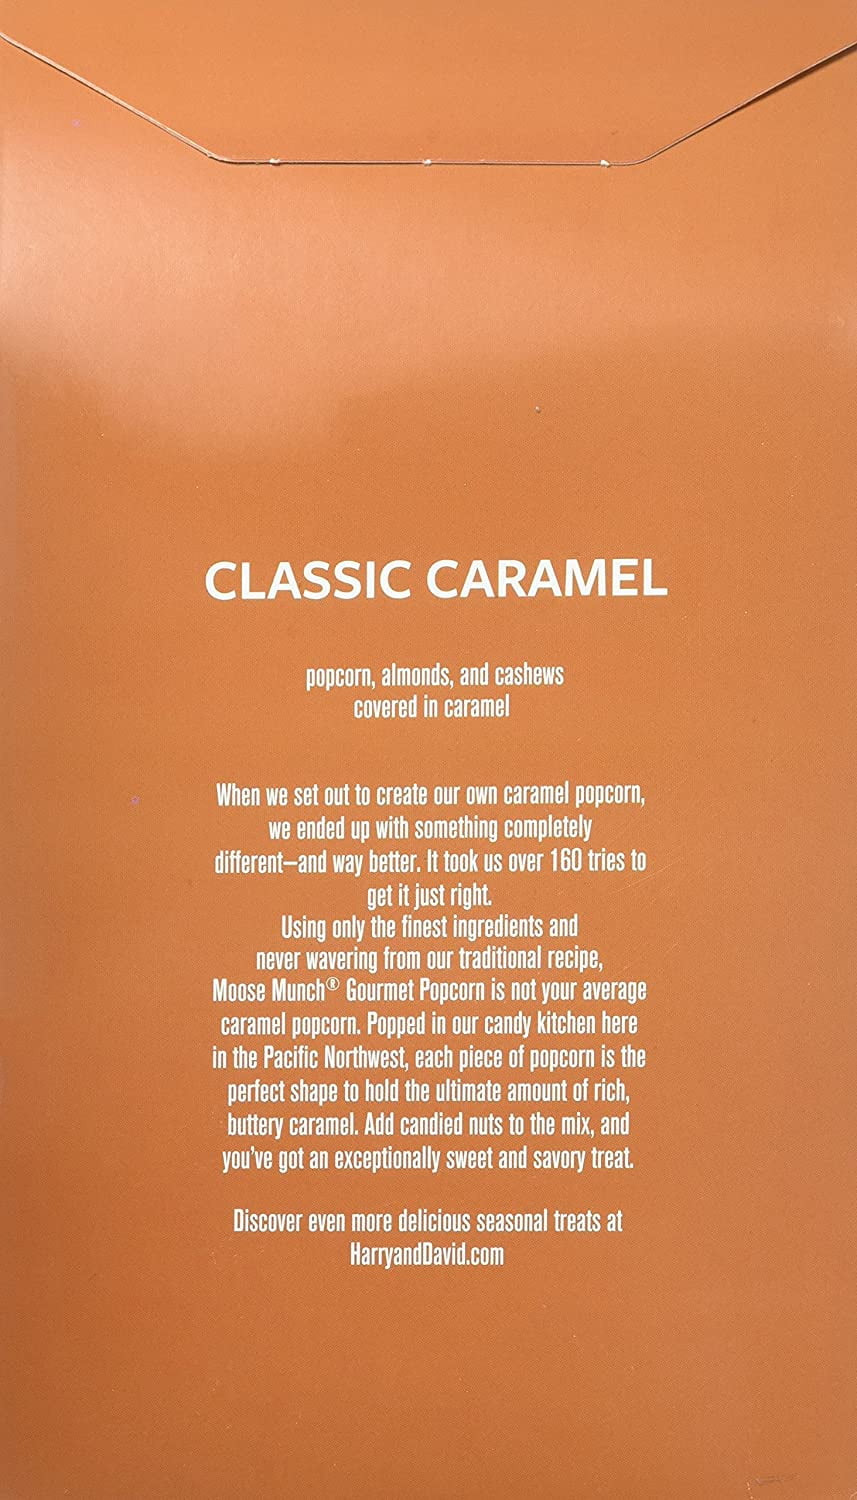 CLASSIC CARAMEL
popcorn, almonds, and cashews
covered in caramel
When we set out to create our own caramel popcorn,
we ended up with something completely
different—and way better. It took us over 160 tries to
get it just right.
Using only the finest ingredients and
never wavering from our traditional recipe,
Moose Munch® Gourmet Popcorn is not your average
caramel popcorn. Popped in our candy kitchen here
in the Pacific Northwest, each piece of popcorn is the
perfect shape to hold the ultimate amount of rich,
buttery caramel. Add candied nuts to the mix, and
you've got an exceptionally sweet and savory treat.
Discover even more delicious seasonal treats at
HarryandDavid.com